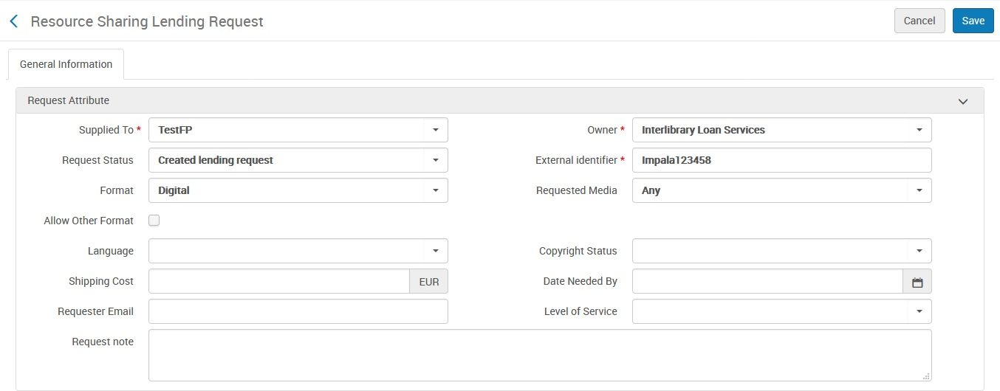 Resource Sharing Lending Request
Cancel
Save
General Information
Request Attribute
Supplied To * TestFP
Owner * Interlibrary Loan Services
Request Status Created lending request
External identifier * Impala123458
Format Digital
Requested Media Any
Allow Other Format
Language
Copyright Status
Shipping Cost EUR
Date Needed By
Requester Email
Level of Service
Request note